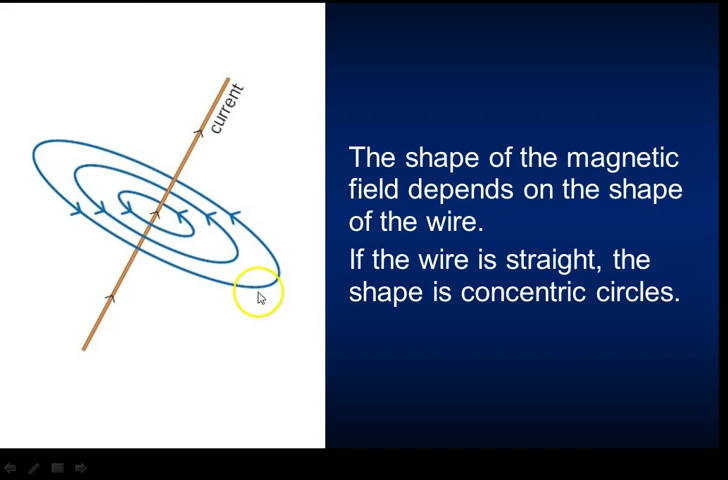 current
The shape of the magnetic
field depends on the shape
of the wire.
If the wire is straight, the
shape is concentric circles.